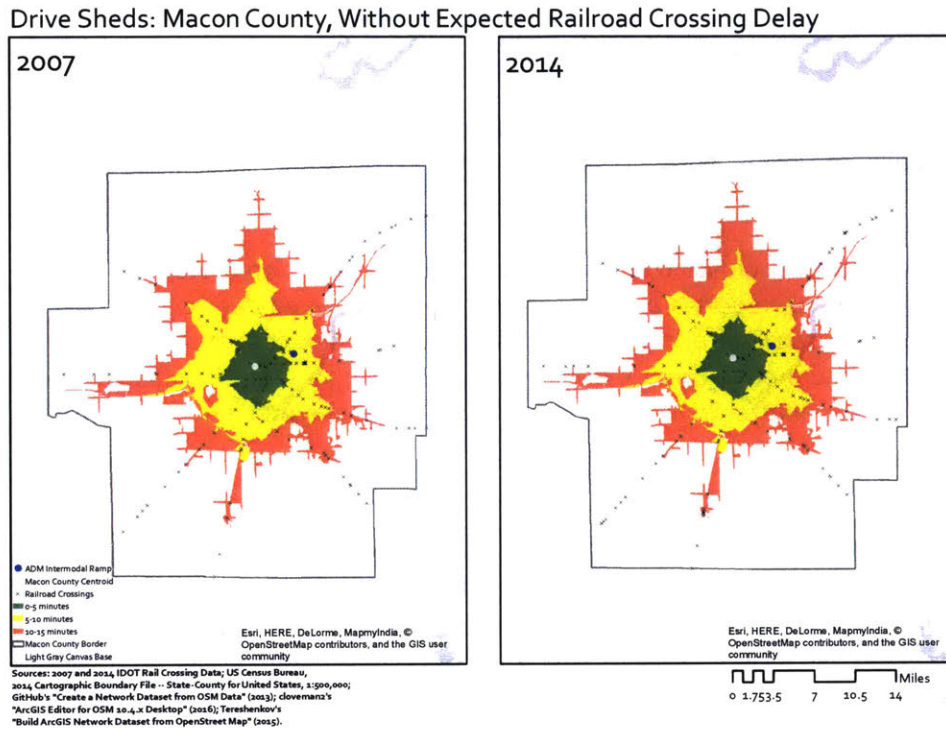 Drive Sheds: Macon County, Without Expected Railroad Crossing Delay
2007
2014
ADM Intermodal Ramp
Macon County Centroid
Railroad Crossings
0-5 minutes
5-10 minutes
10-15 minutes
Macon County Border
Light Gray Canvas Base
Esri, HERE, DeLorme, MapmyIndia, ©
OpenStreetMap contributors, and the GIS user
community
Esri, HERE, DeLorme, MapmyIndia, ©
OpenStreetMap contributors, and the GIS user
community
Sources: 2007 and 2014 IDOT Rail Crossing Data; US Census Bureau,
2014 Cartographic Boundary File -- State-County for United States, 1:500,000;
GitHub's "Create a Network Dataset from OSM Data" (2013); clovemanz's
"ArcGIS Editor for OSM 10.4.x Desktop" (2016); Tereshenkov's
"Build ArcGIS Network Dataset from OpenStreet Map" (2015).
Miles
0 1.75 3.5 7 10.5 14